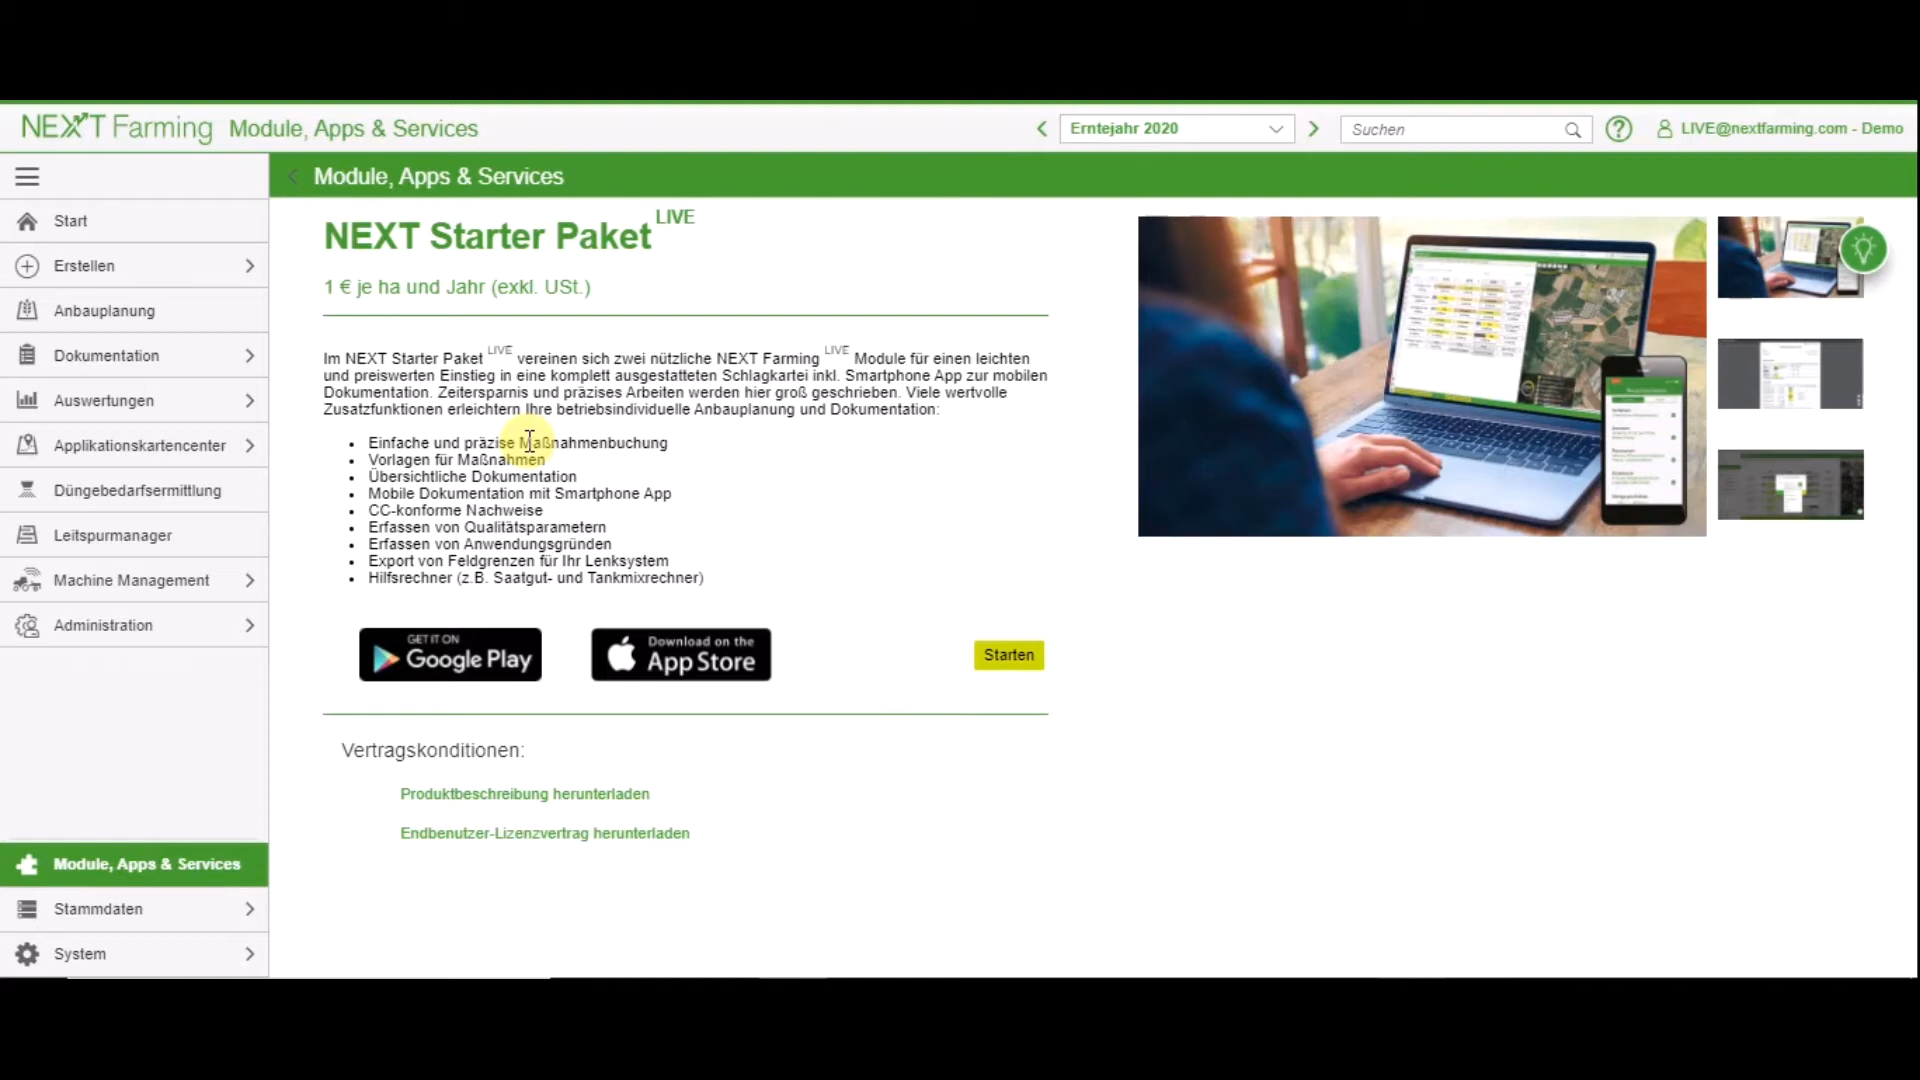 NEXT Farming Module, Apps & Services
Erntejahr 2020
Suchen
LIVE@nextfarming.com - Demo
Module, Apps & Services
Start
Erstellen
Anbauplanung
Dokumentation
Auswertungen
Applikationskartencenter
Düngebedarfsermittlung
Leitspurmanager
Machine Management
Administration
Module, Apps & Services
Stammdaten
System
NEXT Starter Paket LIVE
1 € je ha und Jahr (exkl. USt.)
Im NEXT Starter Paket LIVE vereinen sich zwei nützliche NEXT Farming LIVE Module für einen leichten
und preiswerten Einstieg in eine komplett ausgestatteten Schlagkartei inkl. Smartphone App zur mobilen
Dokumentation. Zeitersparnis und präzises Arbeiten werden hier groß geschrieben. Viele wertvolle
Zusatzfunktionen erleichtern Ihre betriebsindividuelle Anbauplanung und Dokumentation:
• Einfache und präzise Maßnahmenbuchung
• Vorlagen für Maßnahmen
• Übersichtliche Dokumentation
• Mobile Dokumentation mit Smartphone App
• CC-konforme Nachweise
• Erfassen von Qualitätsparametern
• Erfassen von Anwendungsgründen
• Export von Feldgrenzen für Ihr Lenksystem
• Hilfsrechner (z.B. Saatgut- und Tankmixrechner)
GET IT ON
Google Play
Download on the
App Store
Starten
Vertragskonditionen:
Produktbeschreibung herunterladen
Endbenutzer-Lizenzvertrag herunterladen